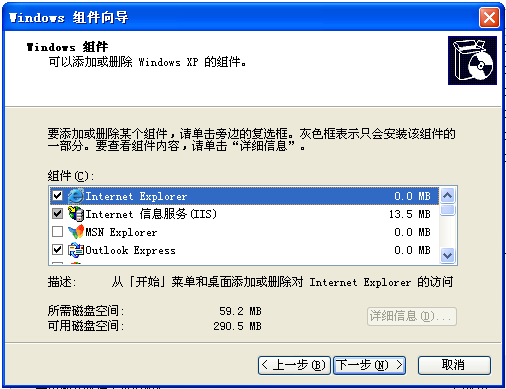 Windows 组件向导
Windows 组件
可以添加或删除 Windows XP 的组件。
要添加或删除某个组件，请单击旁边的复选框。灰色框表示只会安装该组件的
一部分。要查看组件内容，请单击“详细信息”。
组件(C):
Internet Explorer 0.0 MB
Internet 信息服务(IIS) 13.5 MB
MSN Explorer 0.0 MB
Outlook Express 0.0 MB
描述: 从「开始」菜单和桌面添加或删除对 Internet Explorer 的访问
所需磁盘空间: 59.2 MB
可用磁盘空间: 290.5 MB
详细信息(D)...
< 上一步(B) 下一步(N) > 取消